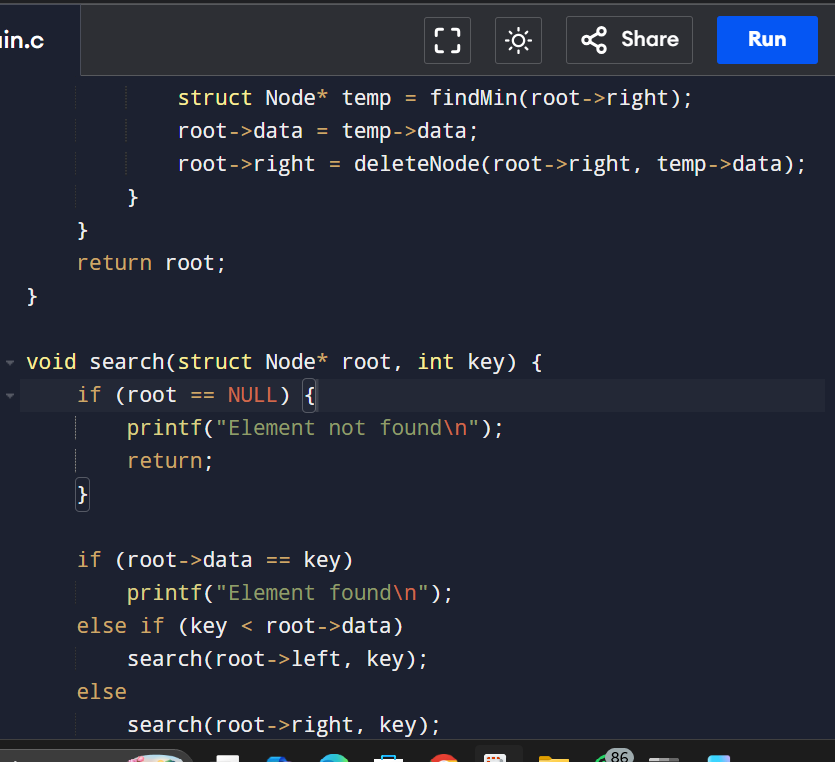 in.c
Share
Run
struct Node* temp = findMin(root->right);
root->data = temp->data;
root->right = deleteNode(root->right, temp->data);
}
}
return root;
}
void search(struct Node* root, int key) {
if (root == NULL) {
printf("Element not found\n");
return;
}
if (root->data == key)
printf("Element found\n");
else if (key < root->data)
search(root->left, key);
else
search(root->right, key);
86